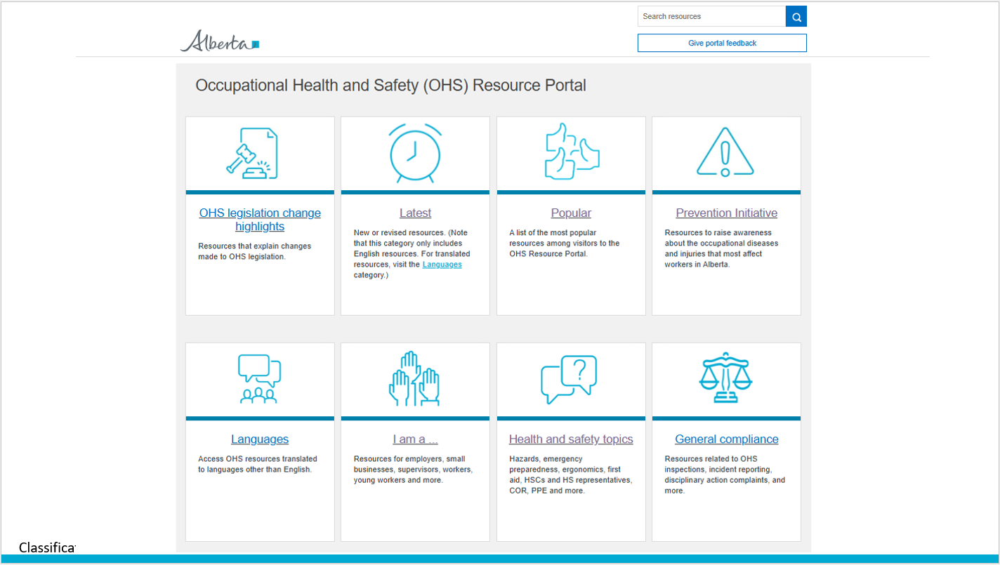 Search resources
Alberta
Give portal feedback
Occupational Health and Safety (OHS) Resource Portal
OHS legislation change
highlights
Resources that explain changes
made to OHS legislation.
Latest
New or revised resources. (Note
that this category only includes
English resources. For translated
resources, visit the Languages
category.)
Popular
A list of the most popular
resources among visitors to the
OHS Resource Portal.
Prevention Initiative
Resources to raise awareness
about the occupational diseases
and injuries that most affect
workers in Alberta.
Languages
Access OHS resources translated
to languages other than English.
I am a ...
Resources for employers, small
businesses, supervisors, workers,
young workers and more.
Health and safety topics
Hazards, emergency
preparedness, ergonomics, first
aid, HSCs and HS representatives,
COR, PPE and more.
General compliance
Resources related to OHS
inspections, incident reporting,
disciplinary action complaints, and
more.
Classifica